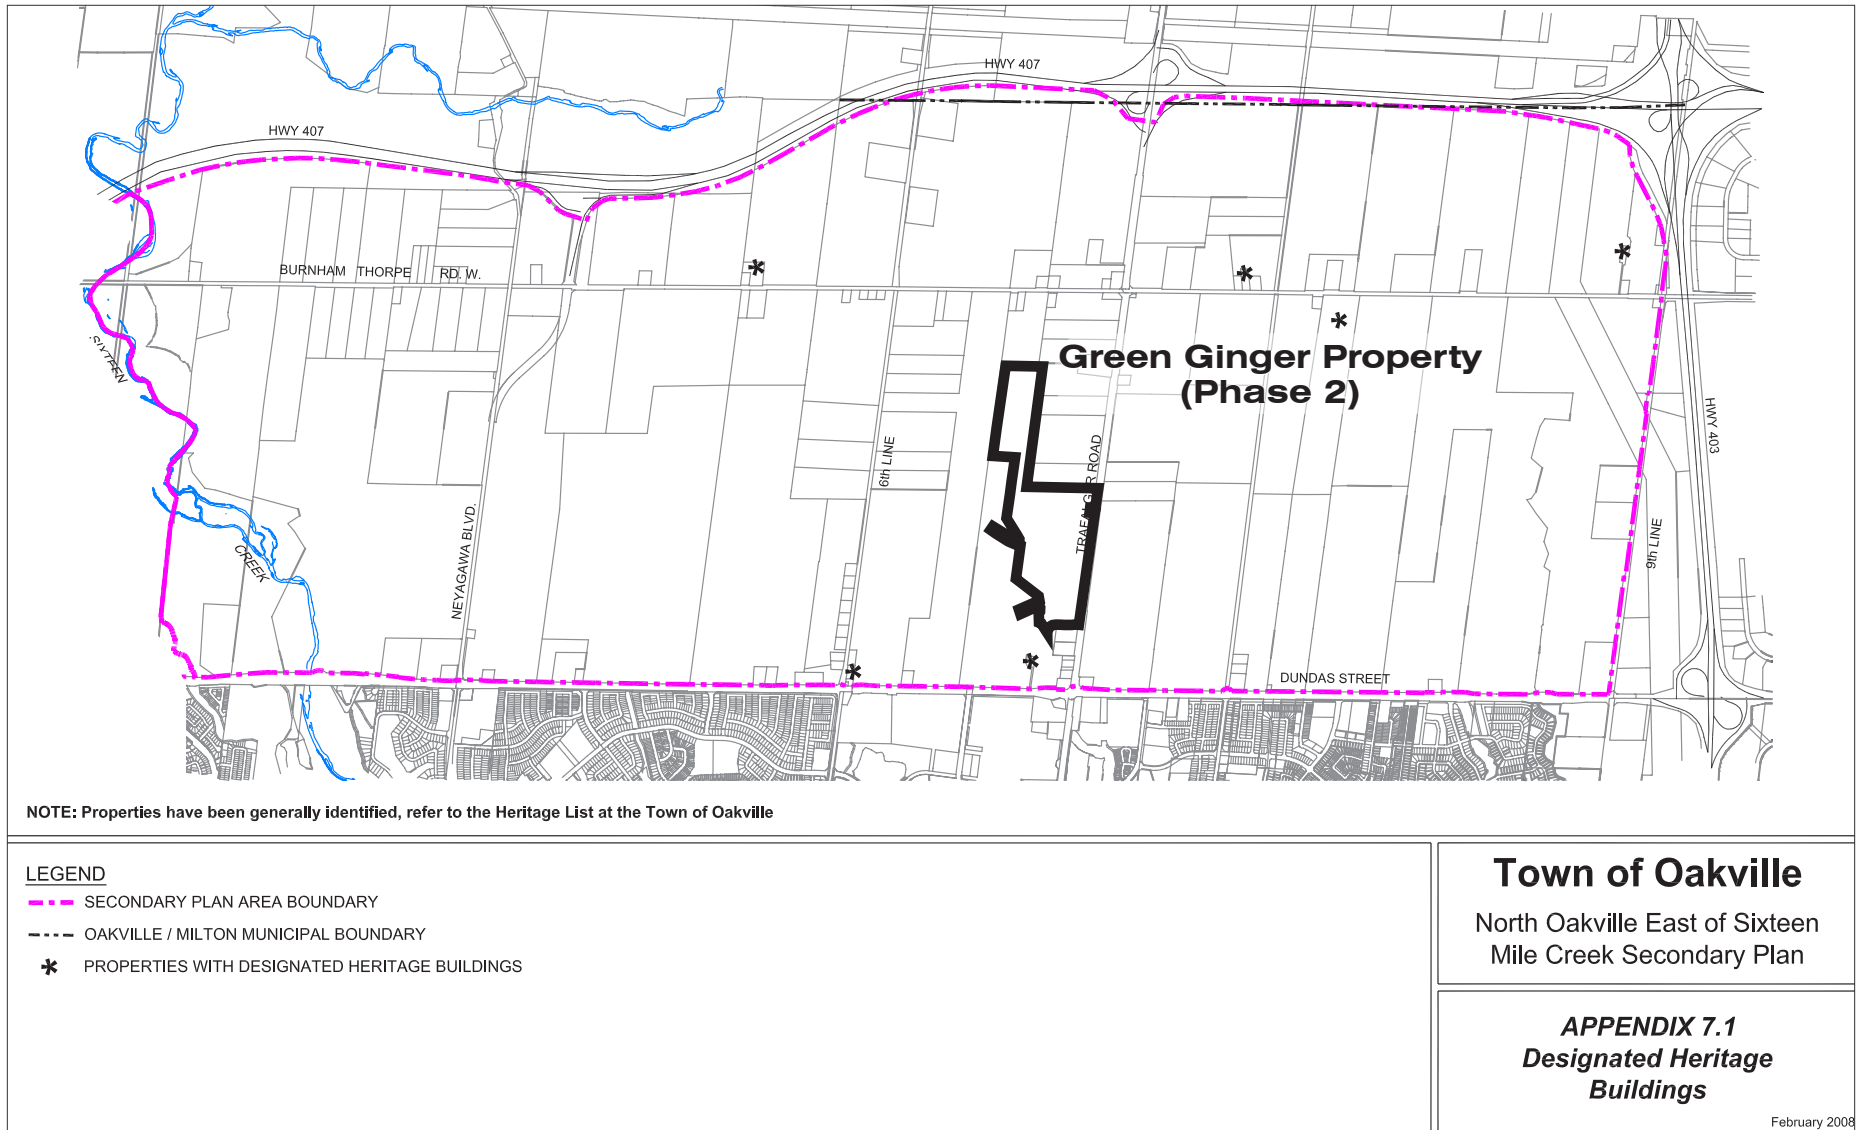 HWY 407
HWY 407
BURNHAM THORPE RD. W.
SIXTEEN
Green Ginger Property
(Phase 2)
HWY 403
6th LINE
TRAFALGAR ROAD
NEYAGAWA BLVD.
CREEK
9th LINE
DUNDAS STREET
NOTE: Properties have been generally identified, refer to the Heritage List at the Town of Oakville
LEGEND
SECONDARY PLAN AREA BOUNDARY
OAKVILLE / MILTON MUNICIPAL BOUNDARY
PROPERTIES WITH DESIGNATED HERITAGE BUILDINGS
Town of Oakville
North Oakville East of Sixteen
Mile Creek Secondary Plan
APPENDIX 7.1
Designated Heritage
Buildings
February 2008